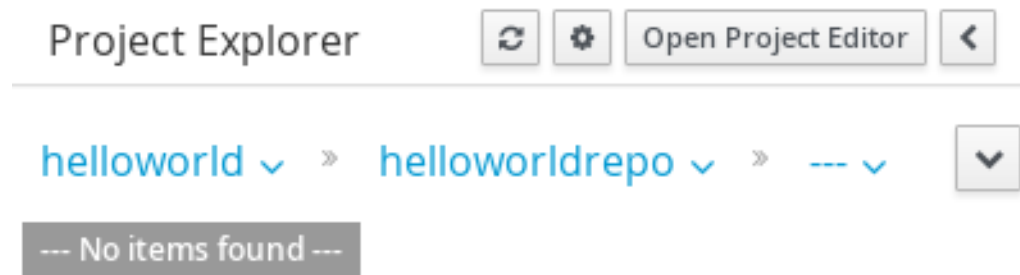 Project Explorer Open Project Editor
helloworld » helloworldrepo » ---
--- No items found ---